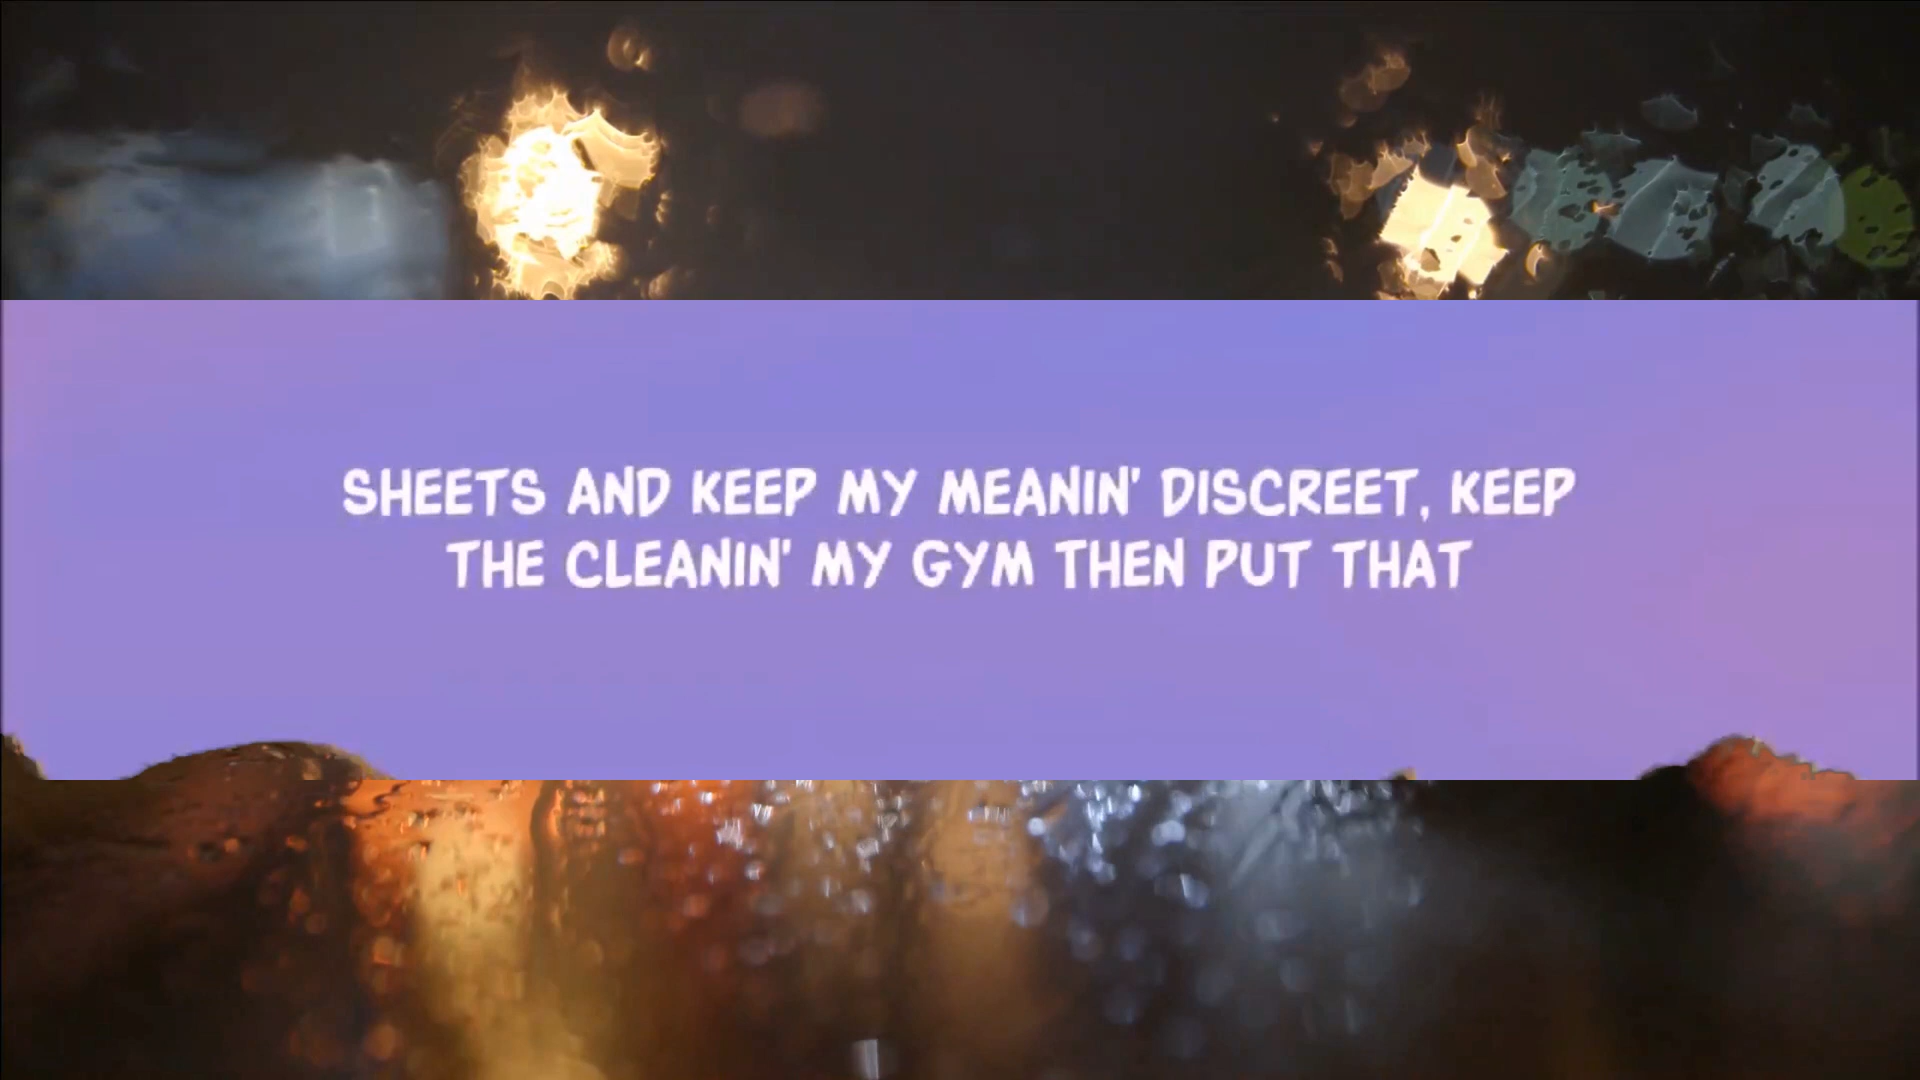 SHEETS AND KEEP MY MEANIN' DISCREET, KEEP
THE CLEANIN' MY GYM THEN PUT THAT